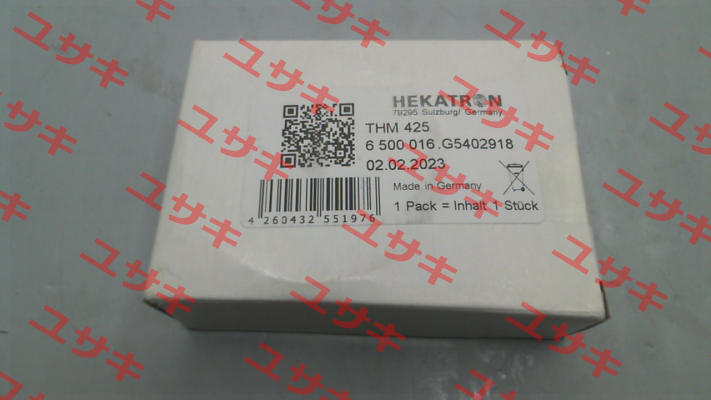 HEKATRON
79295 Sulzburg/ Germany
THM 425
6 500 016 .G5402918
02.02.2023
Made in Germany
1 Pack = Inhalt 1 Stück
4 260432 551976
ユサキ